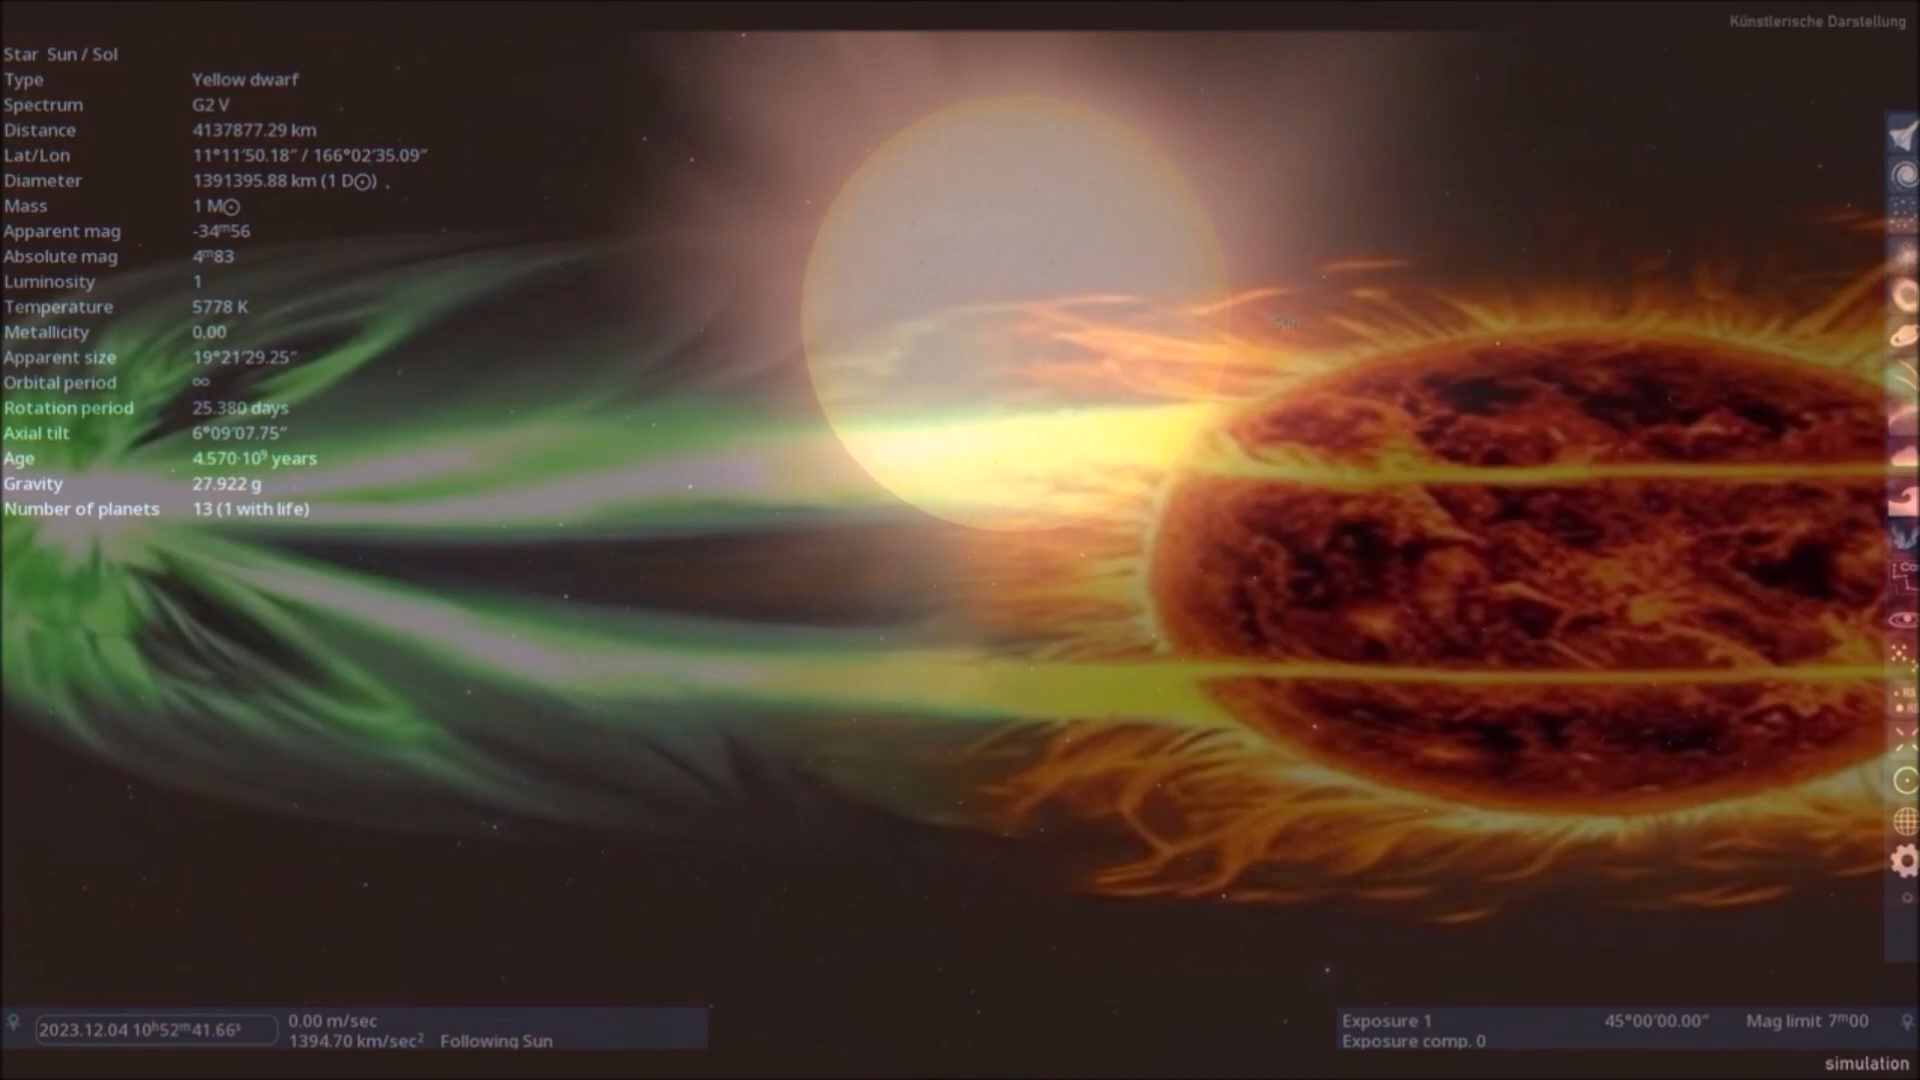 Künstlerische Darstellung
Star Sun / Sol
Type Yellow dwarf
Spectrum G2 V
Distance 4137877.29 km
Lat/Lon 11°11′50.18″ / 166°02′35.09″
Diameter 1391395.88 km (1 D☉)
Mass 1 M☉
Apparent mag -34ᵐ56
Absolute mag 4ᵐ83
Luminosity 1
Temperature 5778 K
Metallicity 0.00
Apparent size 19°21′29.25″
Orbital period ∞
Rotation period 25.380 days
Axial tilt 6°09′07.75″
Age 4.570·10⁹ years
Gravity 27.922 g
Number of planets 13 (1 with life)
Sun
2023.12.04 10ʰ52ᵐ41.66ˢ
0.00 m/sec
1394.70 km/sec² Following Sun
Exposure 1 45°00′00.00″ Mag limit 7ᵐ00
Exposure comp. 0
simulation